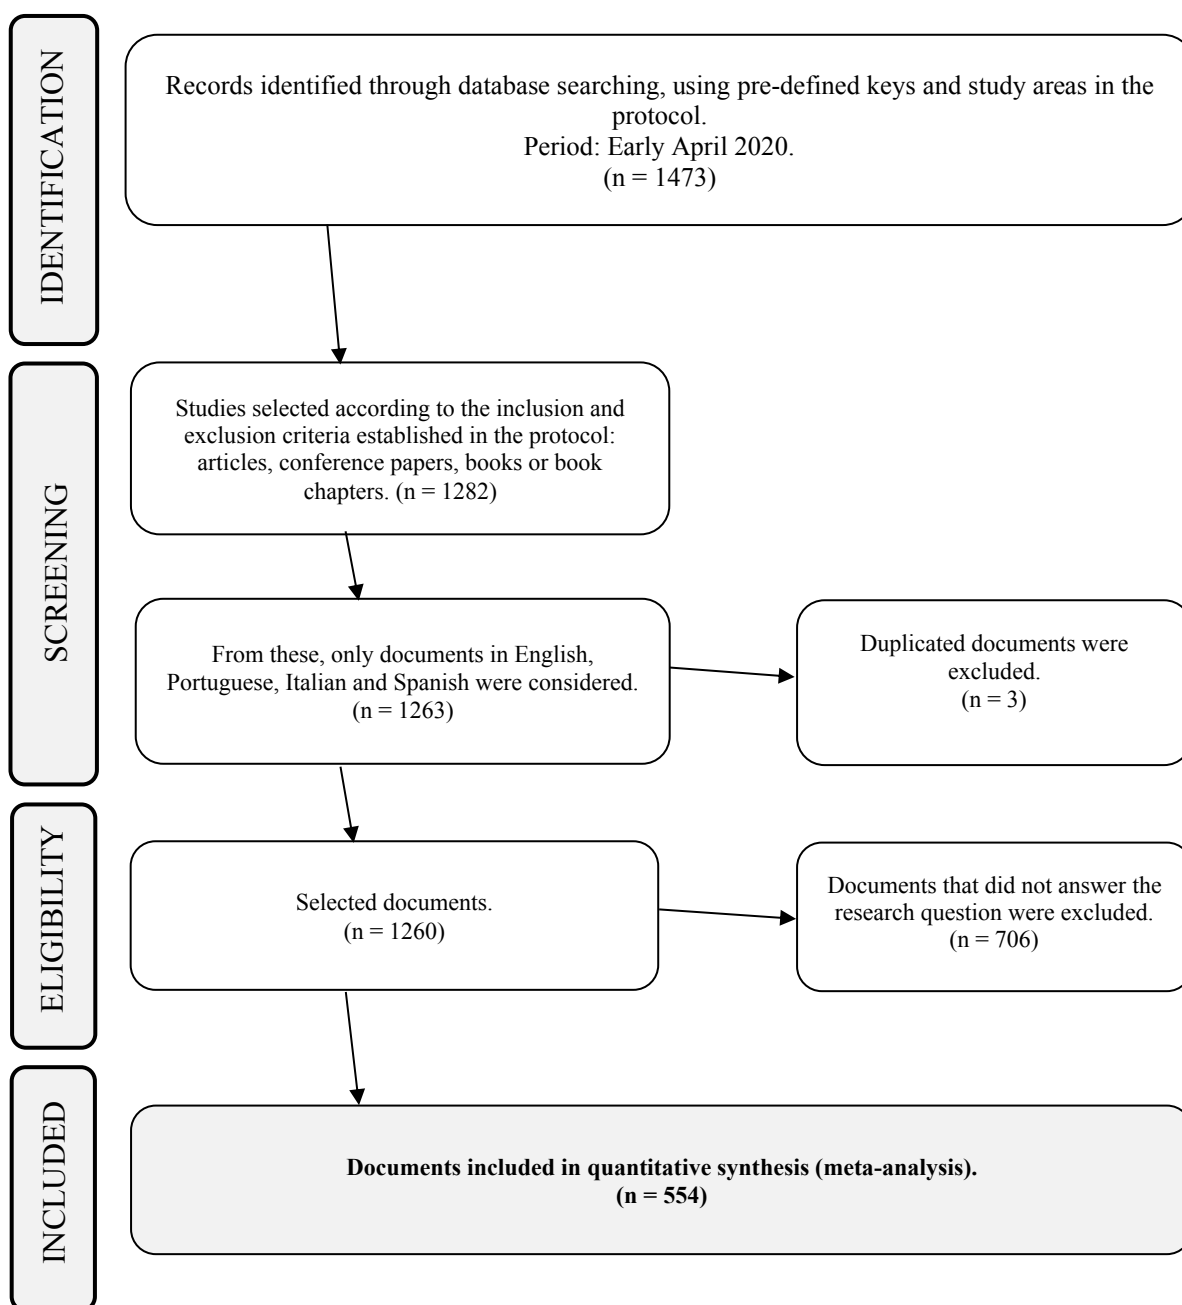 IDENTIFICATION
Records identified through database searching, using pre-defined keys and study areas in the
protocol.
Period: Early April 2020.
(n = 1473)
SCREENING
Studies selected according to the inclusion and
exclusion criteria established in the protocol:
articles, conference papers, books or book
chapters. (n = 1282)
From these, only documents in English,
Portuguese, Italian and Spanish were considered.
(n = 1263)
Duplicated documents were
excluded.
(n = 3)
ELIGIBILITY
Selected documents.
(n = 1260)
Documents that did not answer the
research question were excluded.
(n = 706)
INCLUDED
Documents included in quantitative synthesis (meta-analysis).
(n = 554)